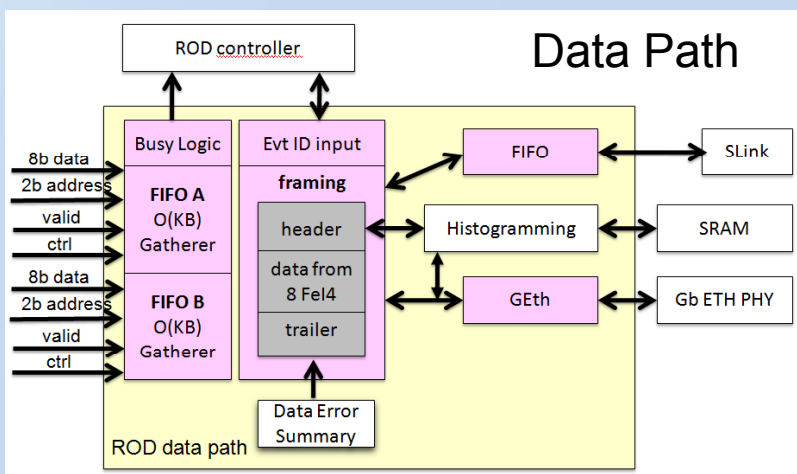 Data Path
ROD controller
Busy Logic
Evt ID input
FIFO
SLink
8b data
2b address
valid
ctrl
FIFO A
O(KB)
Gatherer
framing
header
data from
8 FeI4
trailer
Histogramming
SRAM
8b data
2b address
valid
ctrl
FIFO B
O(KB)
Gatherer
GEth
Gb ETH PHY
Data Error
Summary
ROD data path